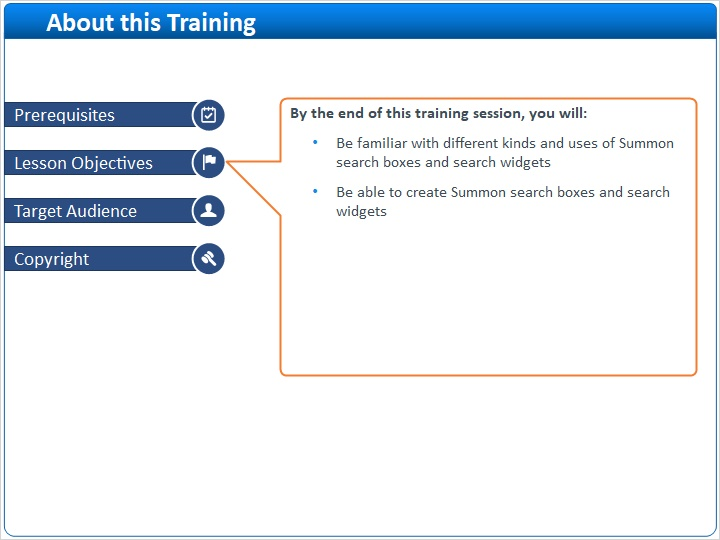 About this Training
Prerequisites
Lesson Objectives
Target Audience
Copyright
By the end of this training session, you will:
• Be familiar with different kinds and uses of Summon
search boxes and search widgets
• Be able to create Summon search boxes and search
widgets